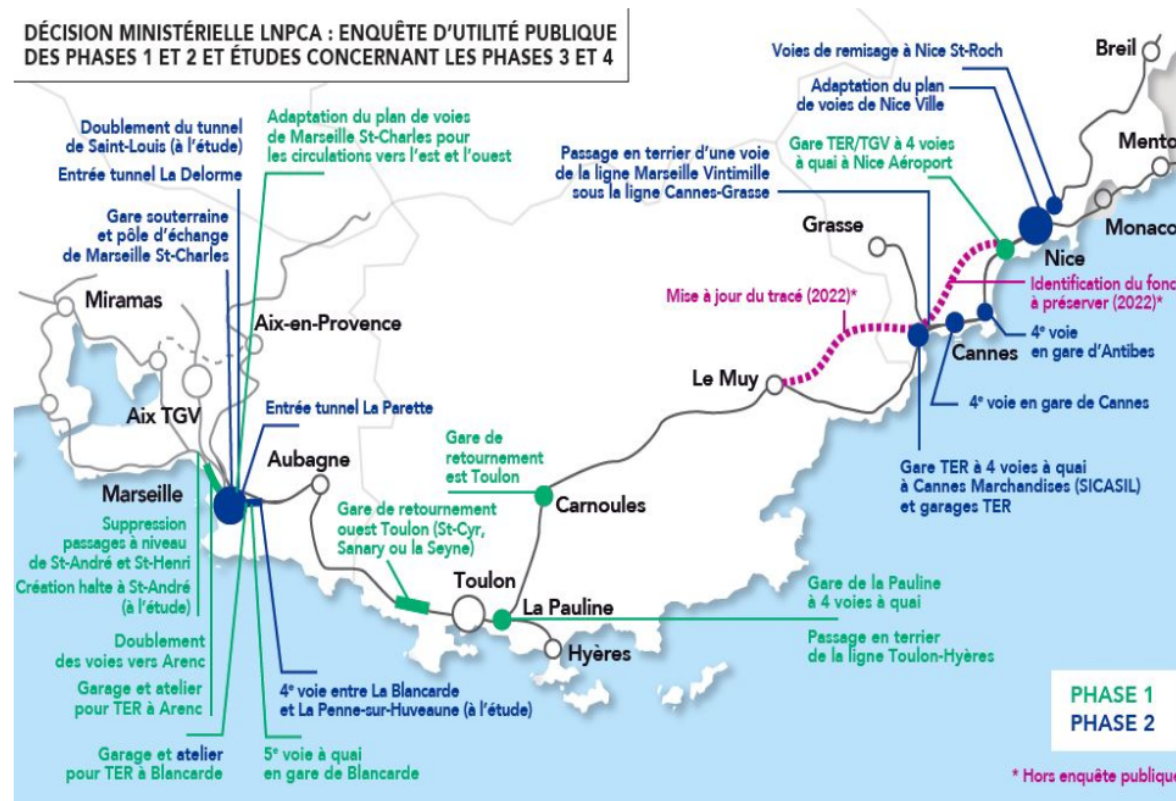 DÉCISION MINISTÉRIELLE LNPCA : ENQUÊTE D'UTILITÉ PUBLIQUE
DES PHASES 1 ET 2 ET ÉTUDES CONCERNANT LES PHASES 3 ET 4
Voies de remisage à Nice St-Roch
Breil
Adaptation du plan
de voies de Nice Ville
Doublement du tunnel
de Saint-Louis (à l'étude)
Entrée tunnel La Delorme
Gare souterraine
et pôle d'échange
de Marseille St-Charles
Adaptation du plan de voies
de Marseille St-Charles pour
les circulations vers l'est et l'ouest
Passage en terrier d'une voie
de la ligne Marseille Vintimille
sous la ligne Cannes-Grasse
Gare TER/TGV à 4 voies
à quai à Nice Aéroport
Mento
Monaco
Grasse
Nice
Miramas
Aix-en-Provence
Mise à jour du tracé (2022)*
Identification du fonc
à préserver (2022)*
4e voie
en gare d'Antibes
Cannes
Le Muy
4e voie en gare de Cannes
Aix TGV
Entrée tunnel La Parette
Aubagne
Marseille
Gare de
retournement
est Toulon
Carnoules
Gare TER à 4 voies à quai
à Cannes Marchandises (SICASIL)
et garages TER
Gare de retournement
ouest Toulon (St-Cyr,
Sanary ou la Seyne)
Suppression
passages à niveau
de St-André et St-Henri
Création halte à St-André
(à l'étude)
Toulon
La Pauline
Hyères
Gare de la Pauline
à 4 voies à quai
Passage en terrier
de la ligne Toulon-Hyères
Doublement
des voies vers Arenc
Garage et atelier
pour TER à Arenc
4e voie entre La Blancarde
et La Penne-sur-Huveaune (à l'étude)
Garage et atelier
pour TER à Blancarde
5e voie à quai
en gare de Blancarde
PHASE 1
PHASE 2
* Hors enquête publique